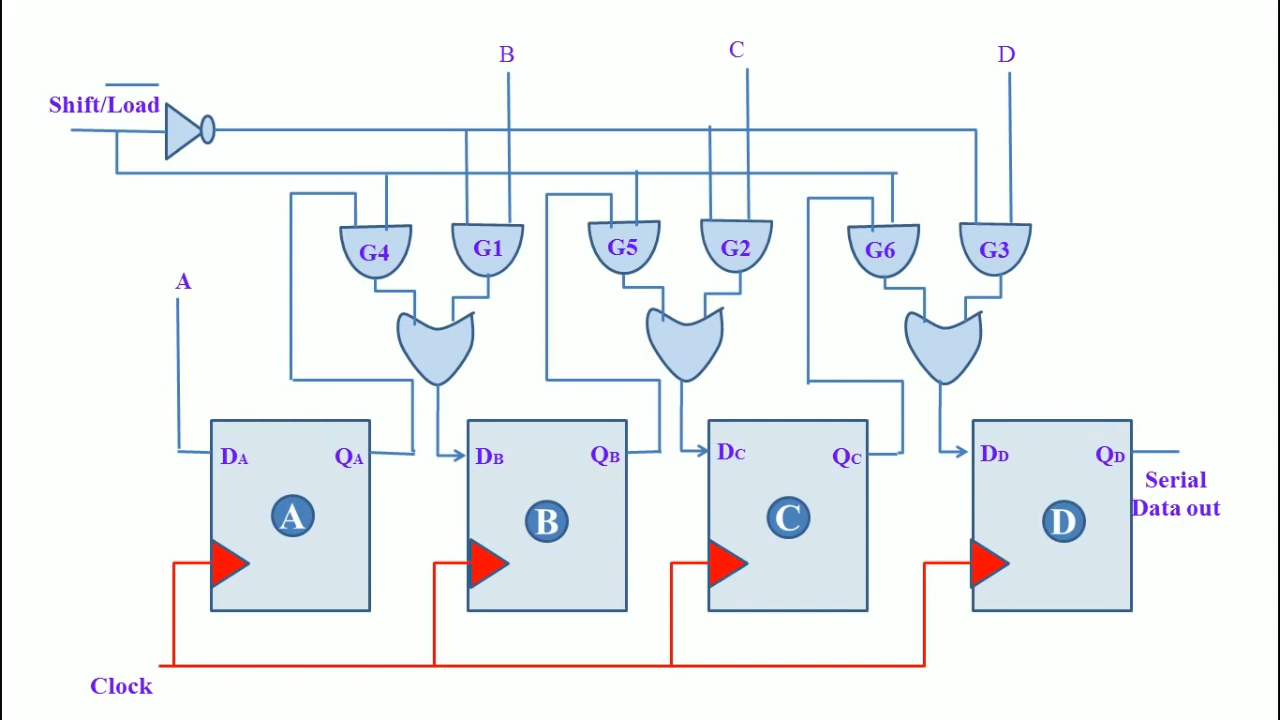 B
C
D
Shift/Load
G4
G1
G5
G2
G6
G3
A
DA
QA
DB
QB
DC
QC
DD
QD
Serial
Data out
A
B
C
D
Clock